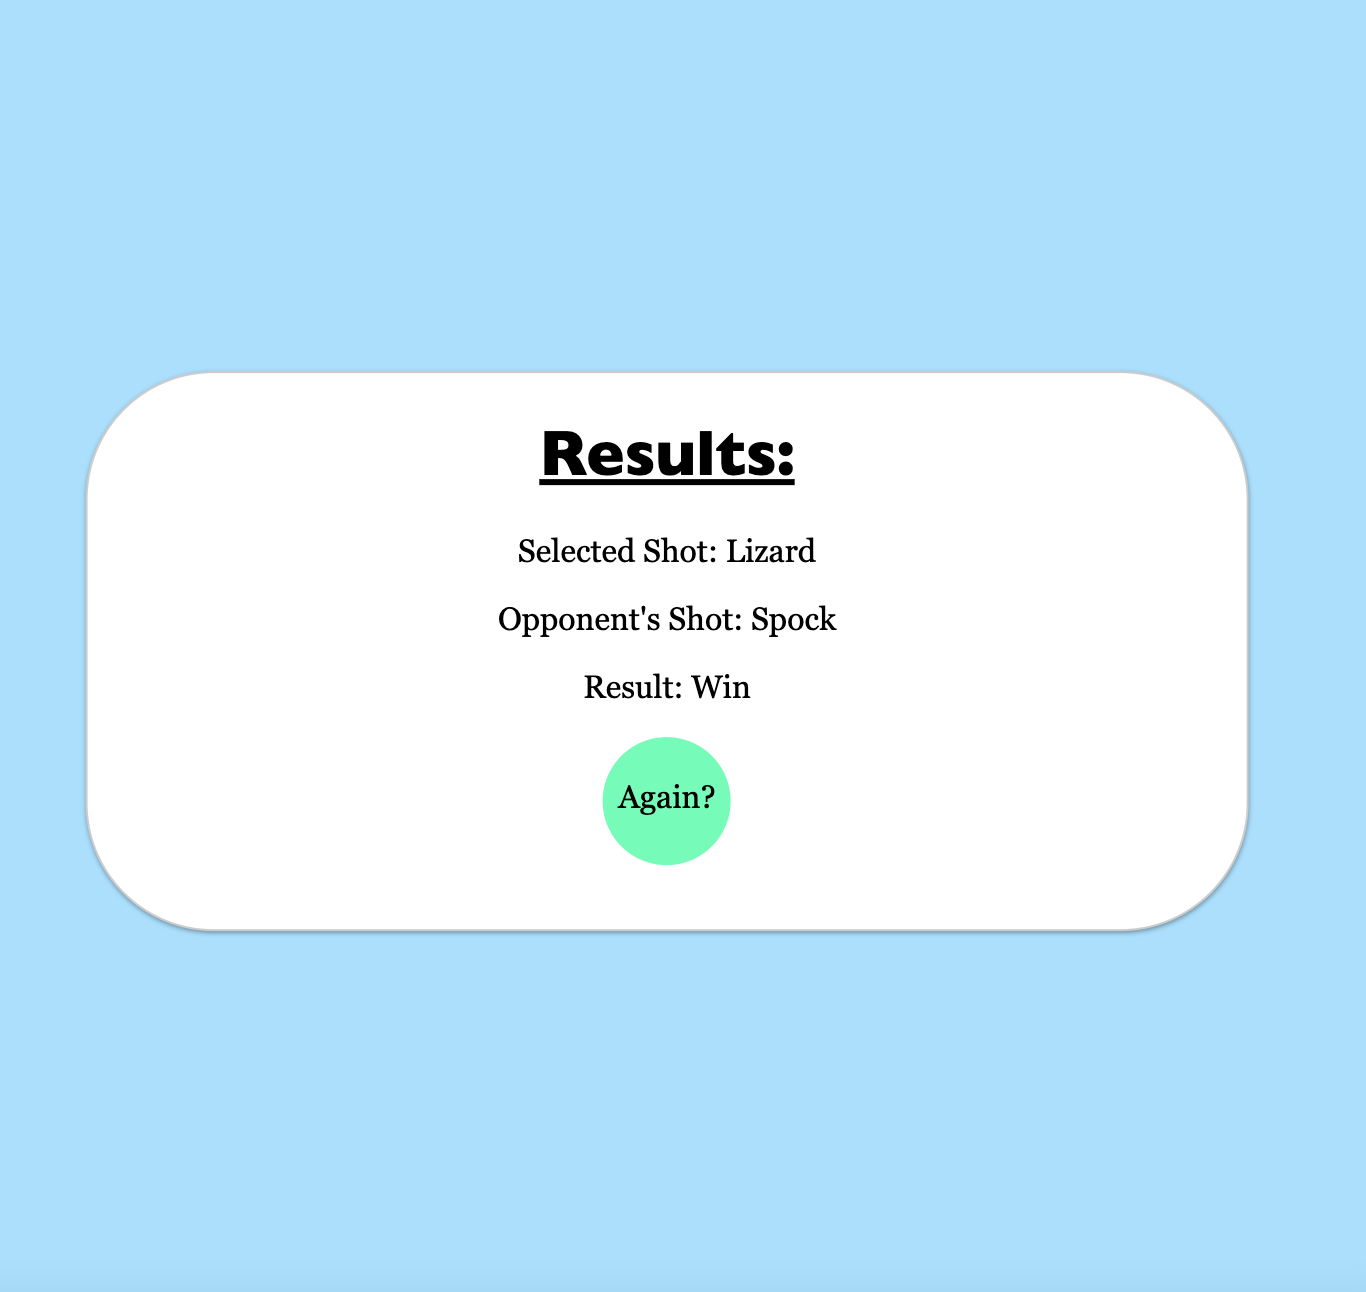 Results:
Selected Shot: Lizard
Opponent's Shot: Spock
Result: Win
Again?